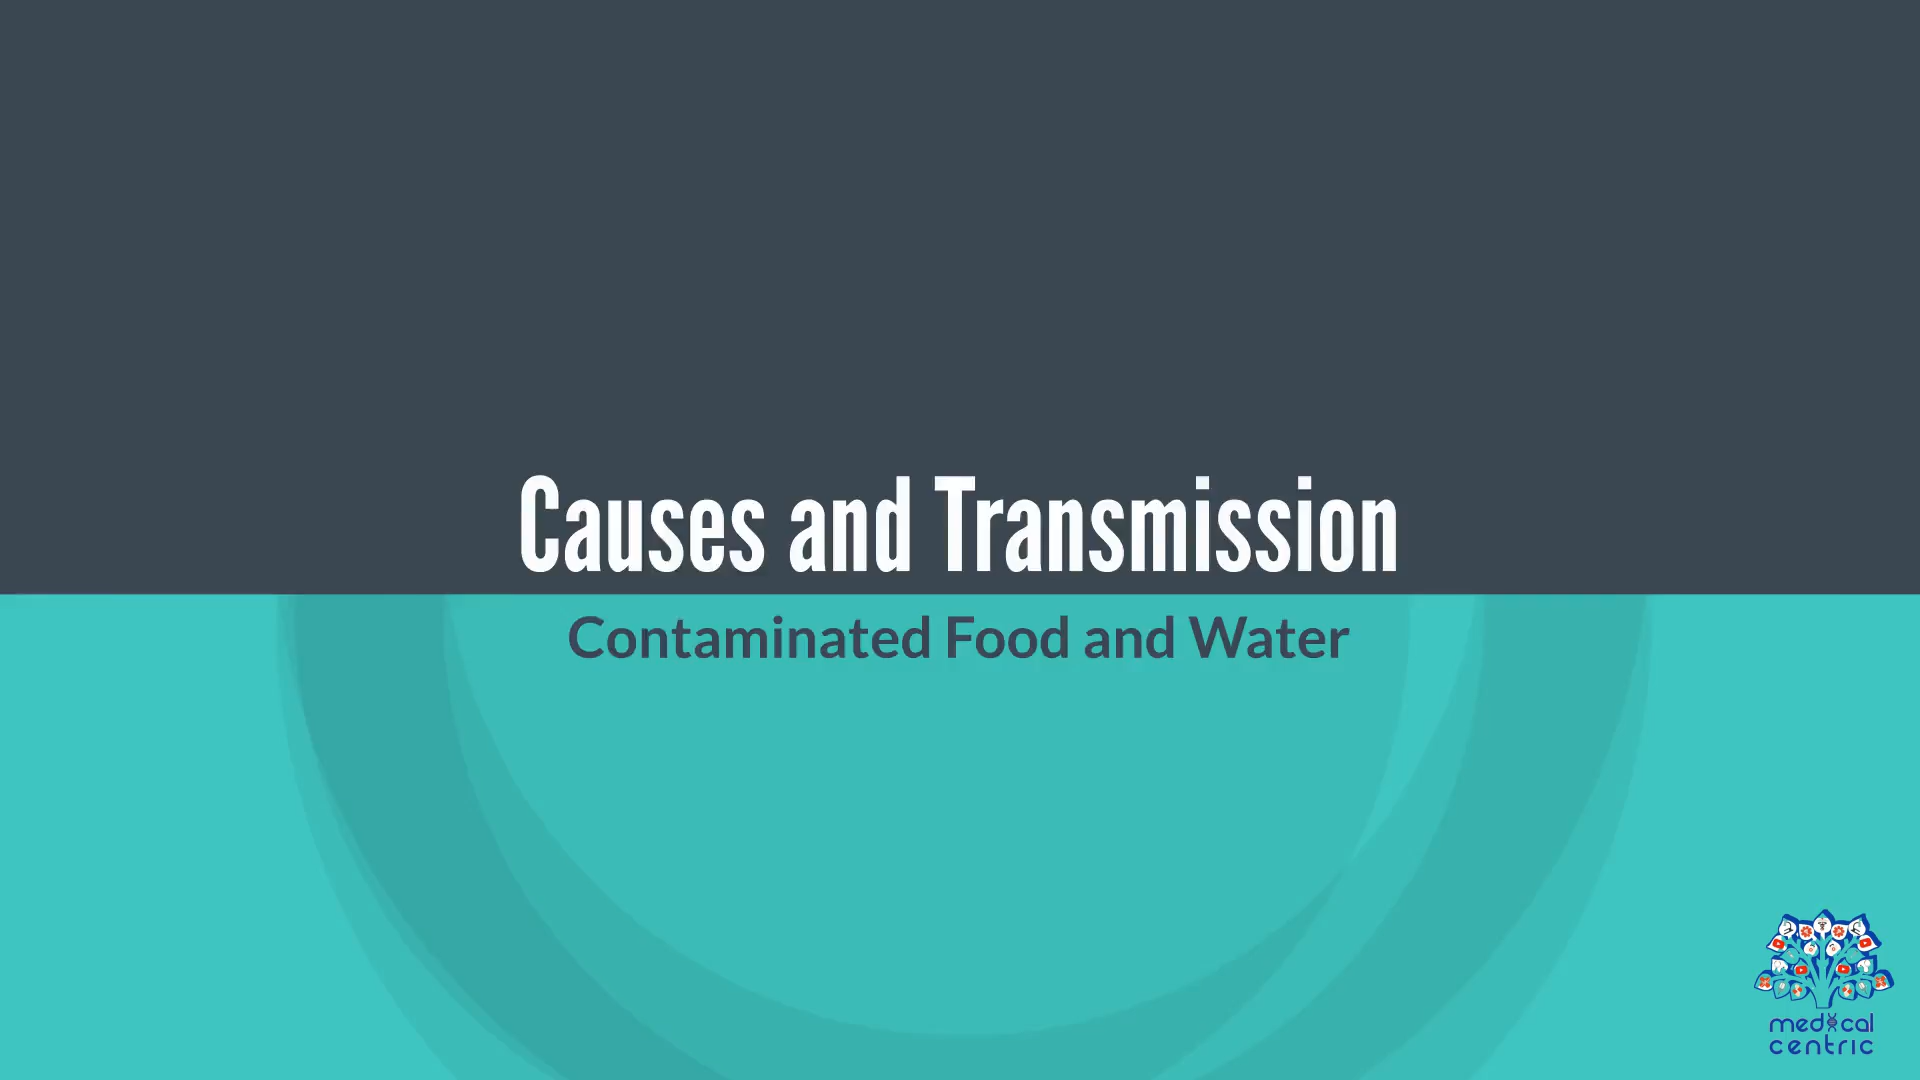 Causes and Transmission
Contaminated Food and Water
medical
centric